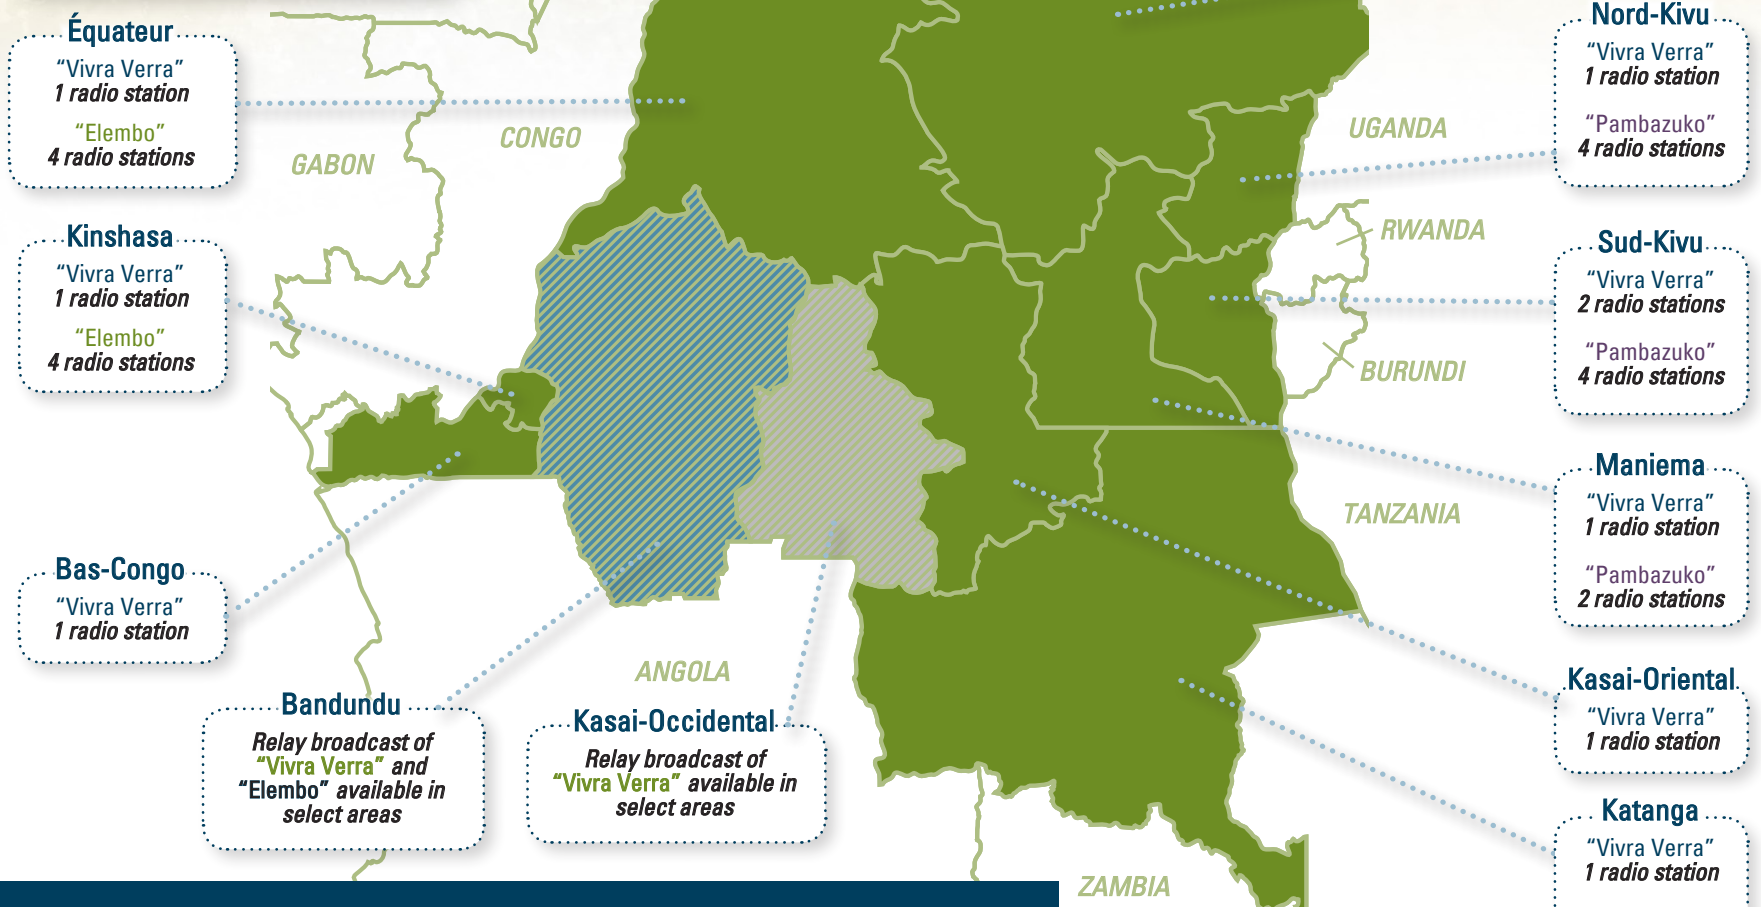 Équateur
“Vivra Verra”
1 radio station
“Elembo”
4 radio stations
Kinshasa
“Vivra Verra”
1 radio station
“Elembo”
4 radio stations
Bas-Congo
“Vivra Verra”
1 radio station
Bandundu
Relay broadcast of
“Vivra Verra” and
“Elembo” available in
select areas
Kasai-Occidental
Relay broadcast of
“Vivra Verra” available in
select areas
GABON
CONGO
ANGOLA
ZAMBIA
UGANDA
RWANDA
BURUNDI
TANZANIA
Nord-Kivu
“Vivra Verra”
1 radio station
“Pambazuko”
4 radio stations
Sud-Kivu
“Vivra Verra”
2 radio stations
“Pambazuko”
4 radio stations
Maniema
“Vivra Verra”
1 radio station
“Pambazuko”
2 radio stations
Kasai-Oriental
“Vivra Verra”
1 radio station
Katanga
“Vivra Verra”
1 radio station